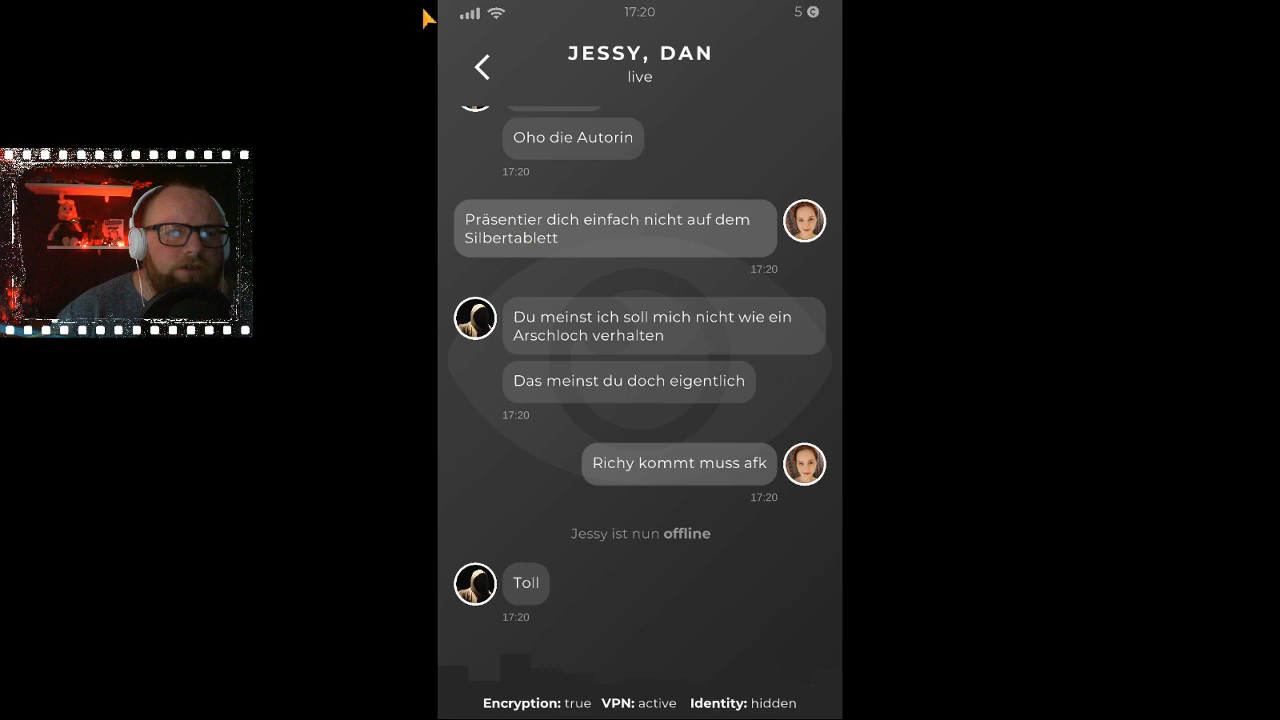 17:20
5
JESSY, DAN
live
Oho die Autorin
17:20
Präsentier dich einfach nicht auf dem
Silbertablett
17:20
Du meinst ich soll mich nicht wie ein
Arschloch verhalten
Das meinst du doch eigentlich
17:20
Richy kommt muss afk
17:20
Jessy ist nun offline
Toll
17:20
Encryption: true VPN: active Identity: hidden